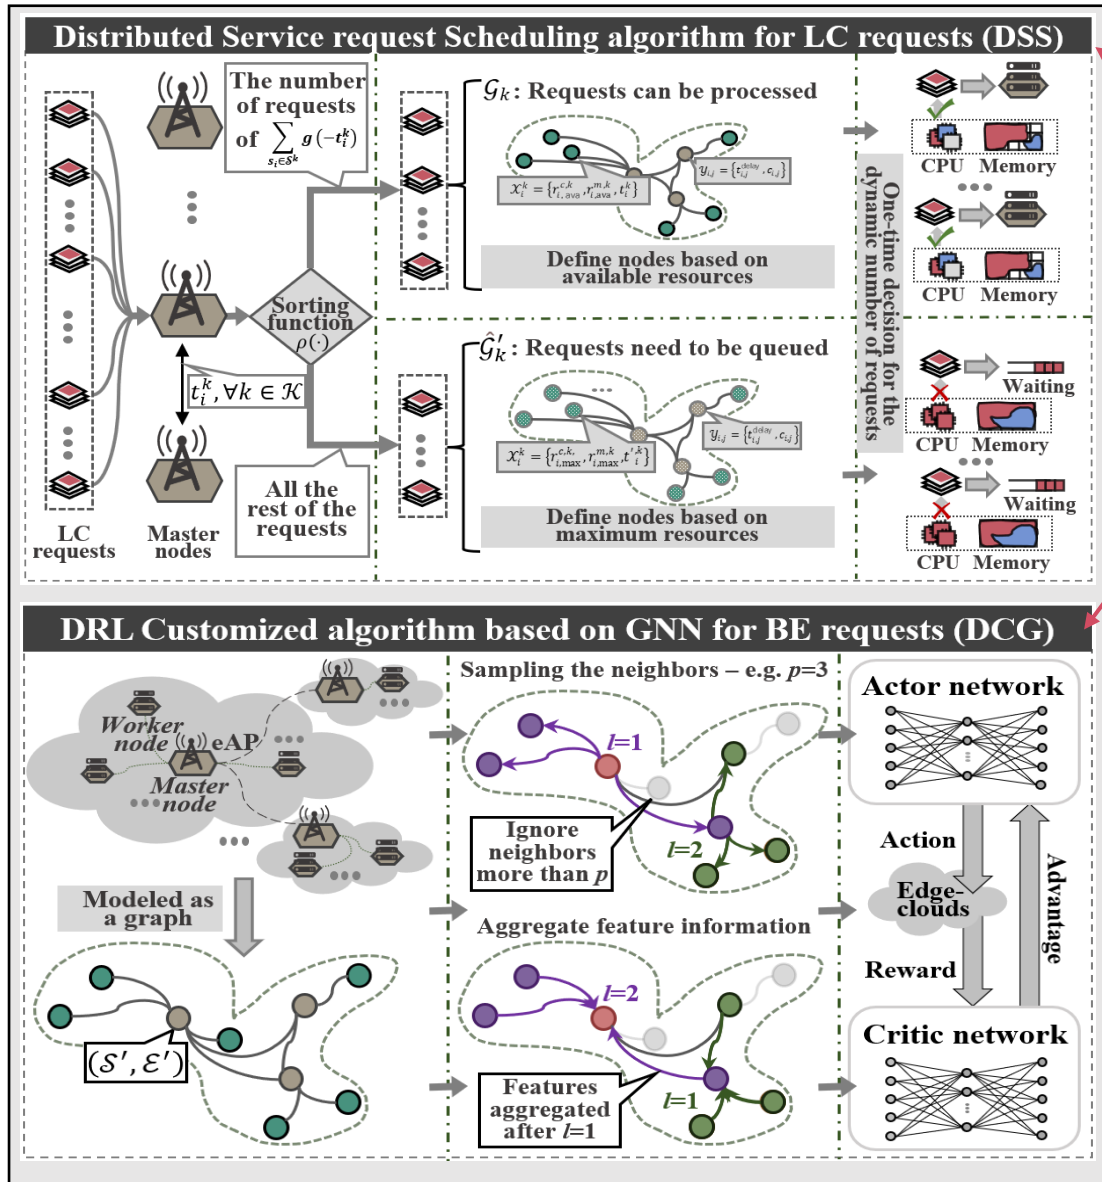 Distributed Service request Scheduling algorithm for LC requests (DSS)
The number
of requests
of ∑_{s_i∈𝒮^k} g(−t_i^k)
Sorting
function
ρ(·)
t_i^k, ∀k ∈ 𝒦
All the
rest of the
requests
LC
requests
Master
nodes
𝒢_k: Requests can be processed
𝒳_i^k = {r_{i,ava}^{c,k}, r_{i,ava}^{m,k}, t_i^k}
𝒴_{i,j} = {t_{i,j}^{delay}, c_{i,j}}
Define nodes based on
available resources
𝒢̂′_k: Requests need to be queued
𝒳_i^k = {r_{i,max}^{c,k}, r_{i,max}^{m,k}, t′_i^k}
𝒴_{i,j} = {t_{i,j}^{delay}, c_{i,j}}
Define nodes based on
maximum resources
One-time decision for the
dynamic number of requests
CPU Memory
CPU Memory
Waiting
CPU Memory
Waiting
CPU Memory
DRL Customized algorithm based on GNN for BE requests (DCG)
Worker
node
eAP
Master
node
Modeled as
a graph
(𝒮′, ℰ′)
Sampling the neighbors – e.g. p=3
l=1
l=2
Ignore
neighbors
more than p
Aggregate feature information
l=2
l=1
Features
aggregated
after l=1
Actor network
Action
Edge-
clouds
Reward
Advantage
Critic network